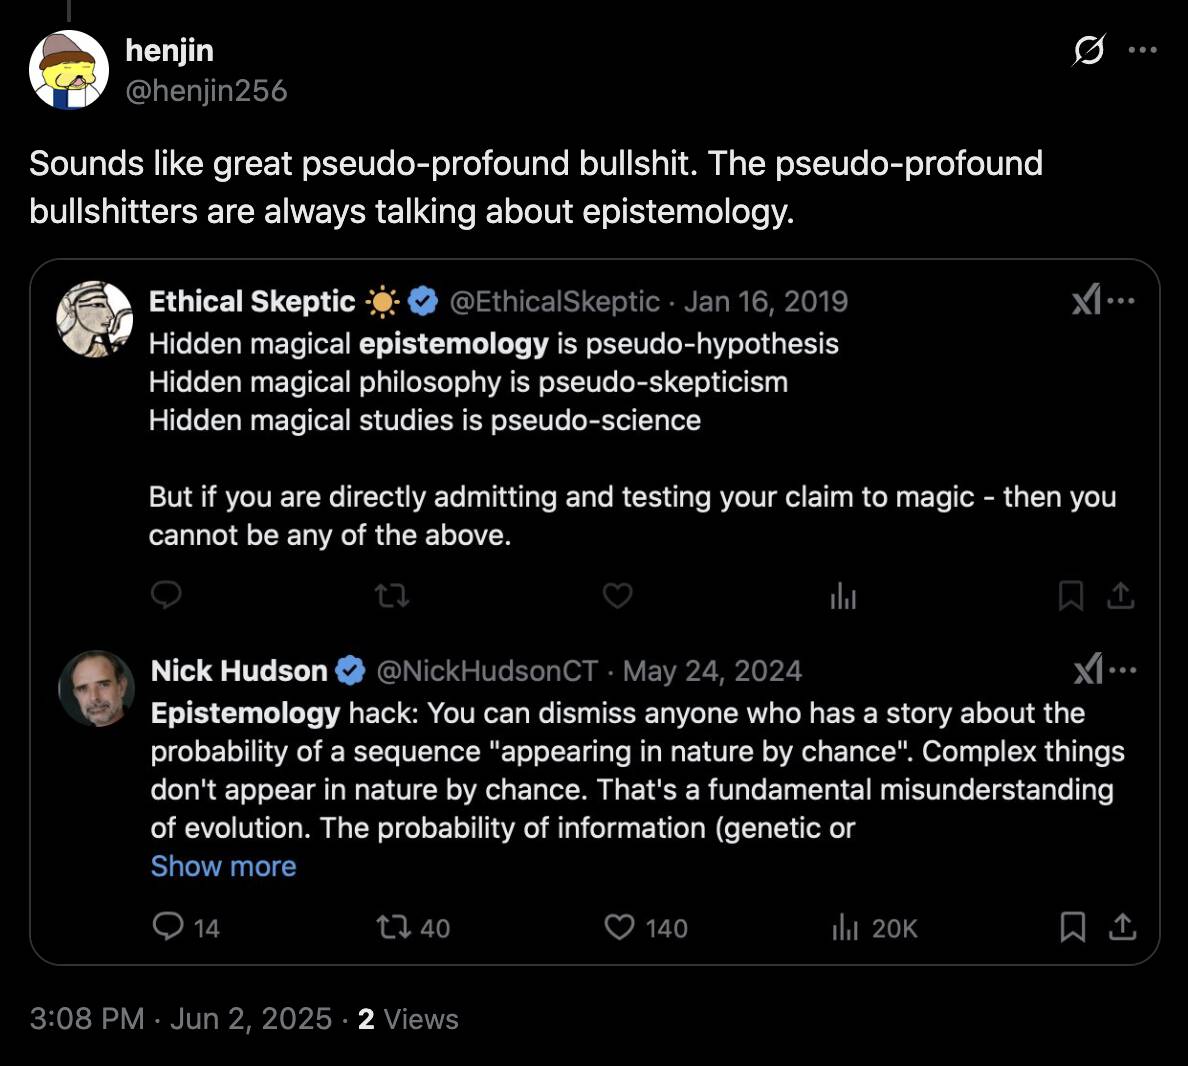 henjin
@henjin256
Sounds like great pseudo-profound bullshit. The pseudo-profound
bullshitters are always talking about epistemology.
Ethical Skeptic ☀ @EthicalSkeptic · Jan 16, 2019
Hidden magical epistemology is pseudo-hypothesis
Hidden magical philosophy is pseudo-skepticism
Hidden magical studies is pseudo-science
But if you are directly admitting and testing your claim to magic - then you
cannot be any of the above.
Nick Hudson @NickHudsonCT · May 24, 2024
Epistemology hack: You can dismiss anyone who has a story about the
probability of a sequence "appearing in nature by chance". Complex things
don't appear in nature by chance. That's a fundamental misunderstanding
of evolution. The probability of information (genetic or
Show more
14 40 140 20K
3:08 PM · Jun 2, 2025 · 2 Views